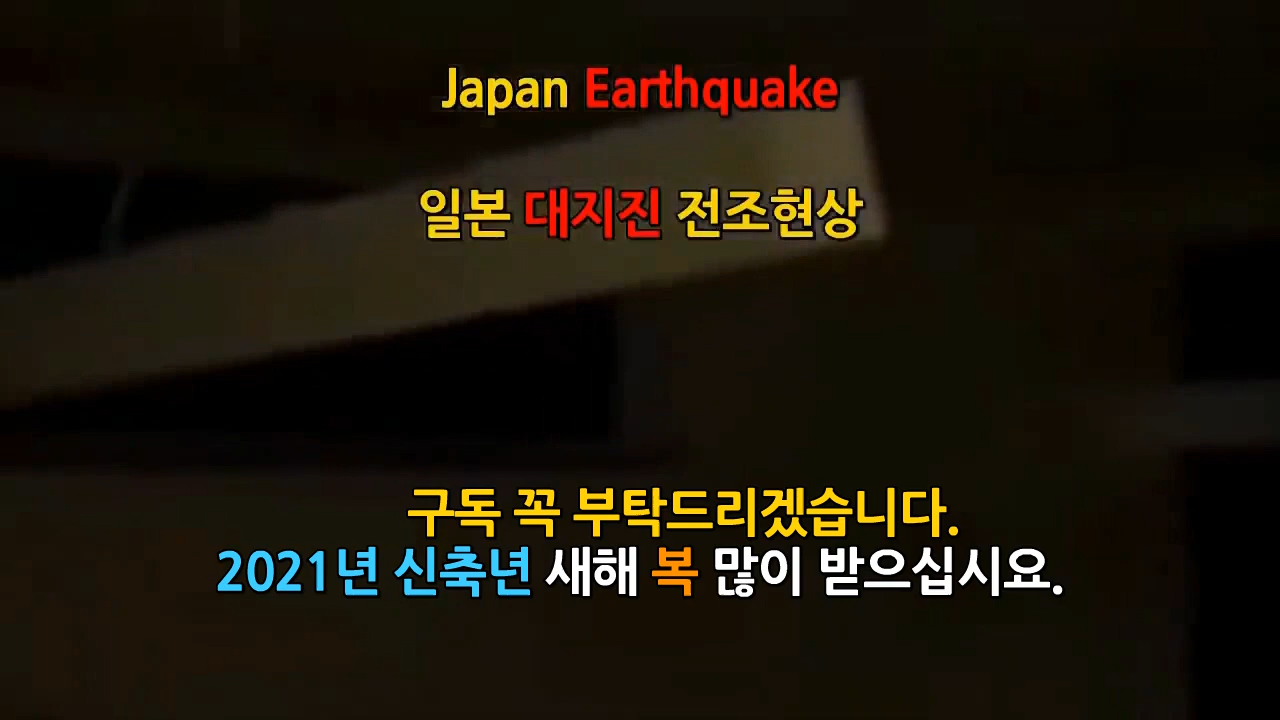 Japan Earthquake
일본 대지진 전조현상
구독 꼭 부탁드리겠습니다.
2021년 신축년 새해 복 많이 받으십시요.